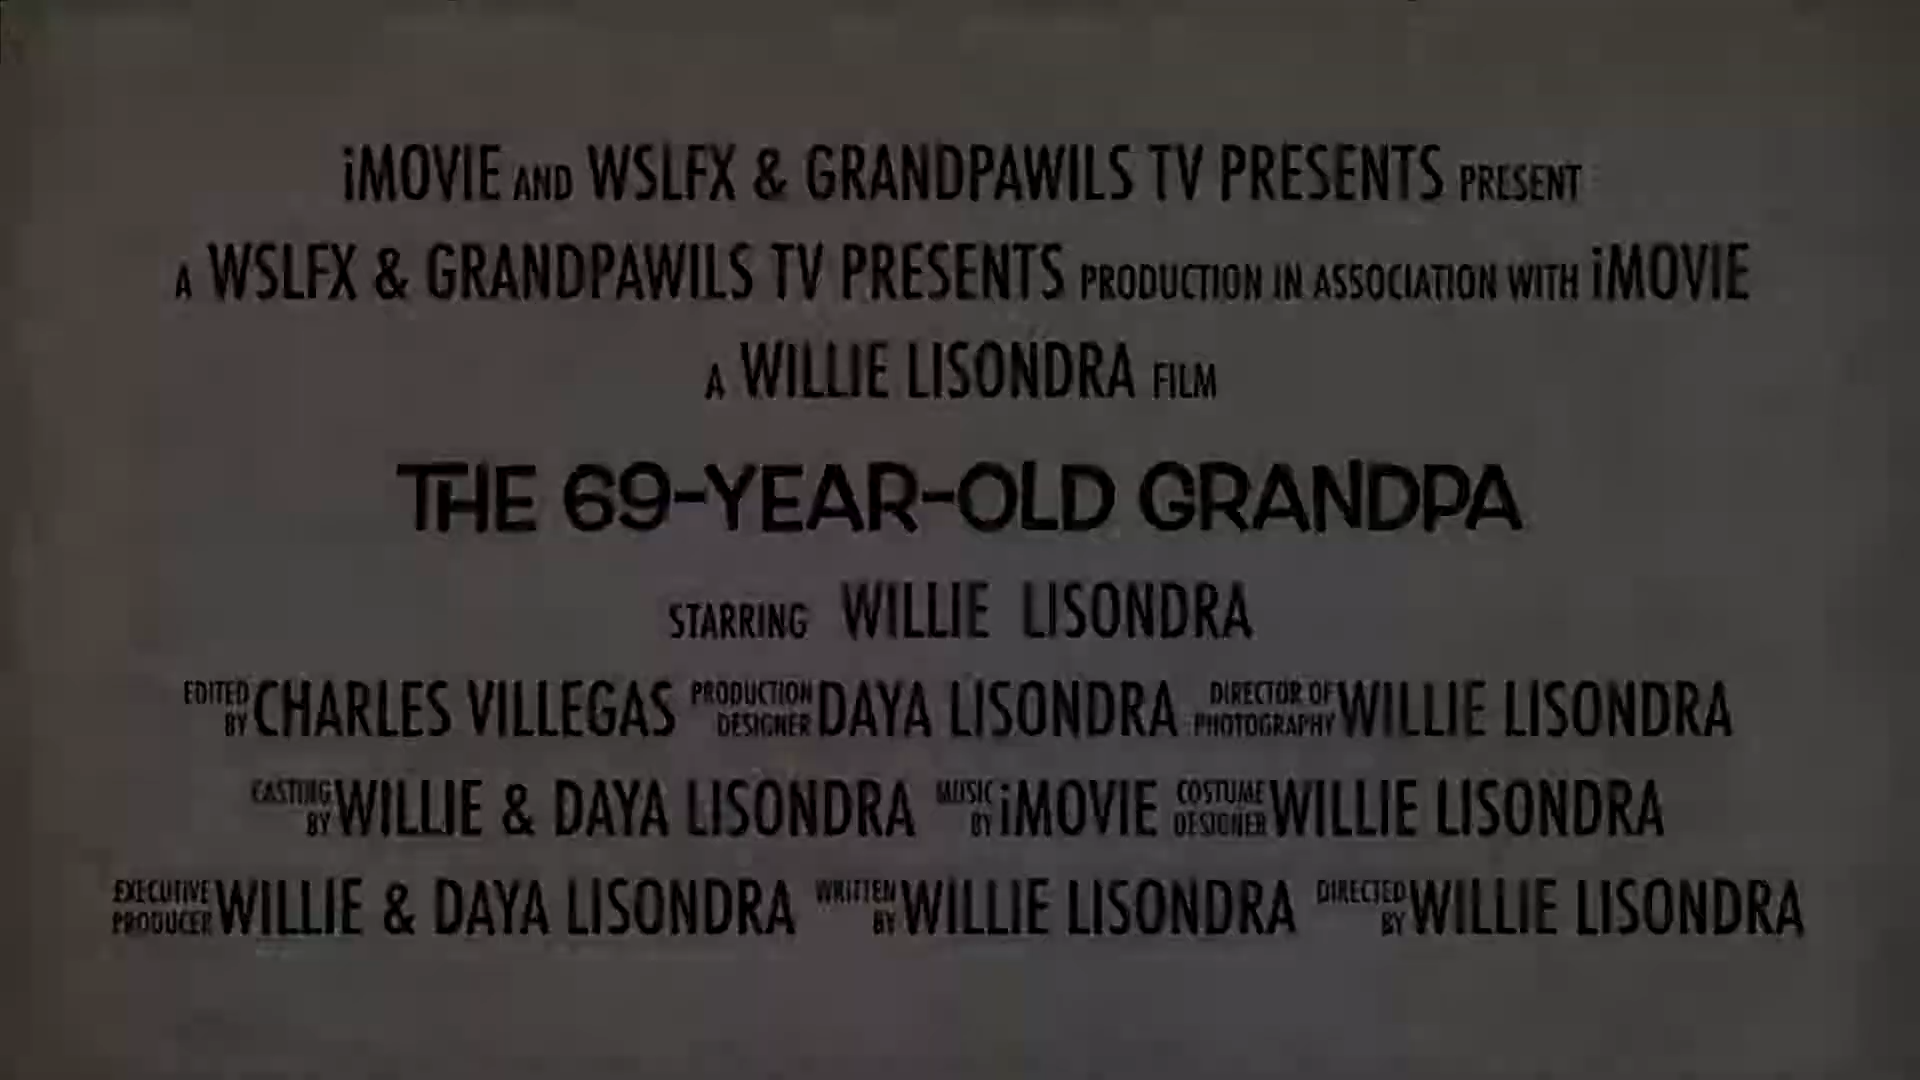 iMOVIE AND WSLFX & GRANDPAWILS TV PRESENTS PRESENT
A WSLFX & GRANDPAWILS TV PRESENTS PRODUCTION IN ASSOCIATION WITH iMOVIE
A WILLIE LISONDRA FILM
THE 69-YEAR-OLD GRANDPA
STARRING WILLIE LISONDRA
EDITED BY CHARLES VILLEGAS PRODUCTION DESIGNER DAYA LISONDRA DIRECTOR OF PHOTOGRAPHY WILLIE LISONDRA
CASTING BY WILLIE & DAYA LISONDRA MUSIC BY iMOVIE COSTUME DESIGNER WILLIE LISONDRA
EXECUTIVE PRODUCER WILLIE & DAYA LISONDRA WRITTEN BY WILLIE LISONDRA DIRECTED BY WILLIE LISONDRA